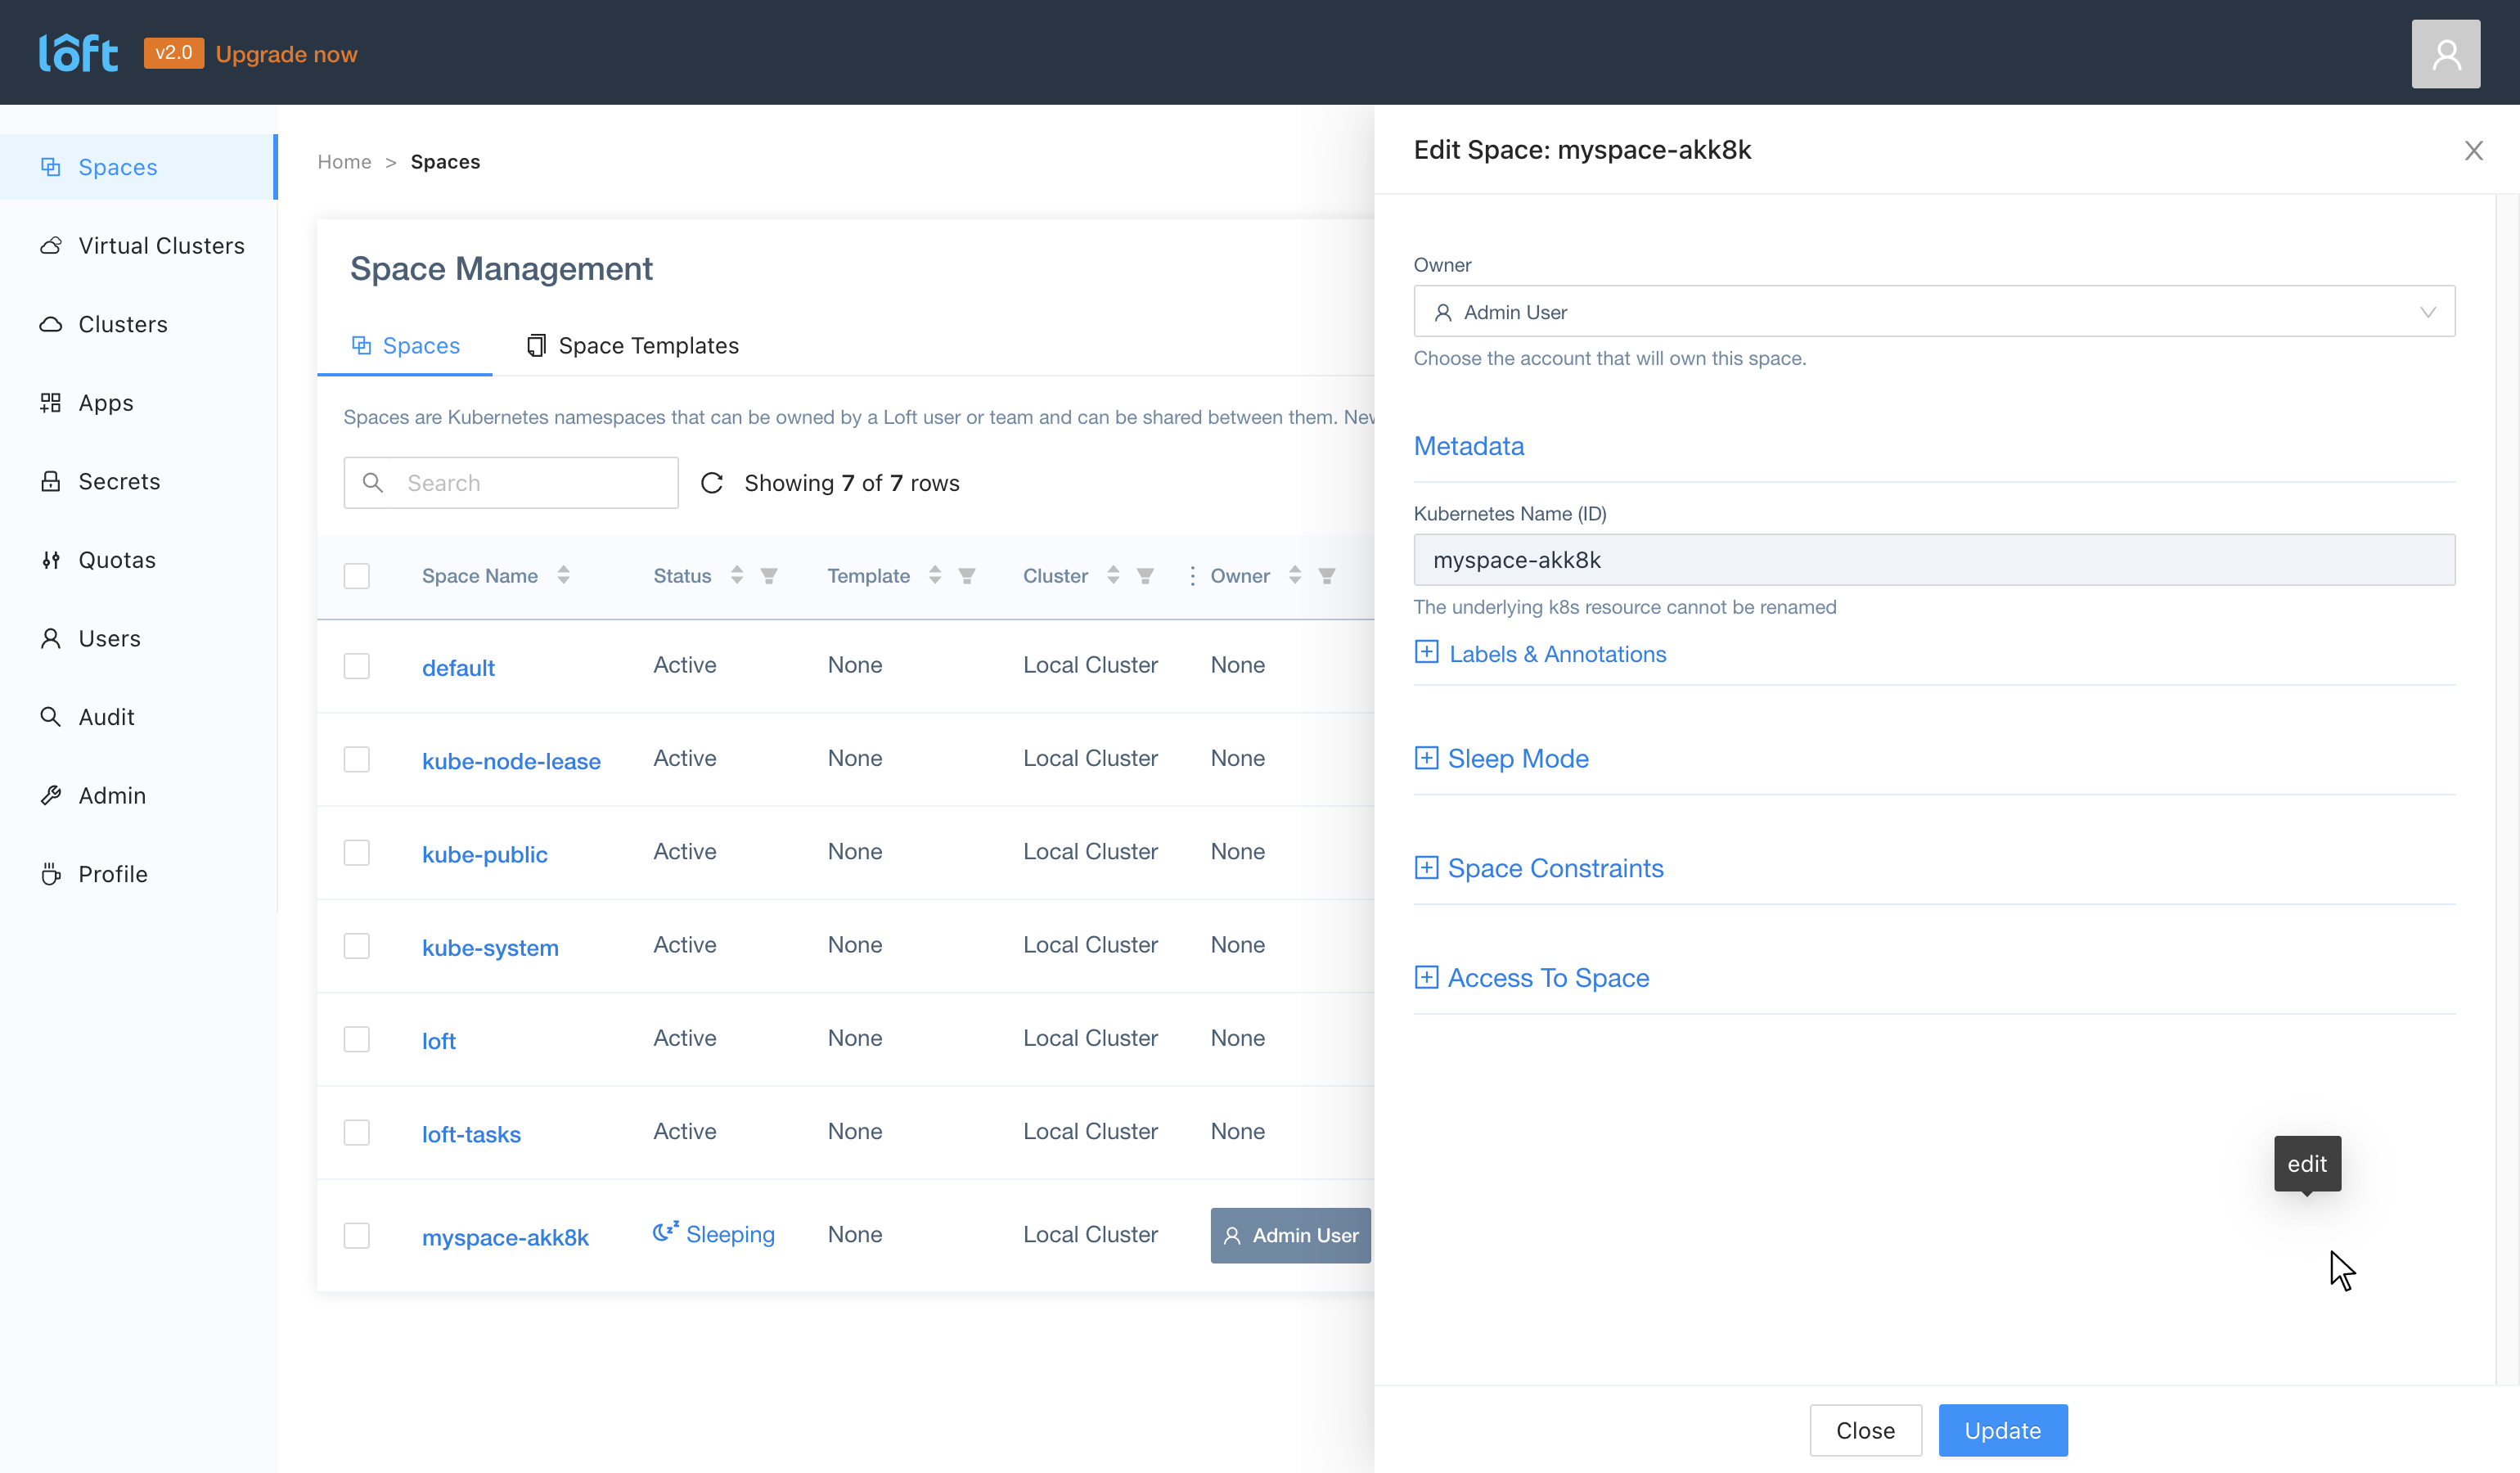 lôft v2.0 Upgrade now
Spaces
Virtual Clusters
Clusters
Apps
Secrets
Quotas
Users
Audit
Admin
Profile
Home > Spaces
Space Management
Spaces Space Templates
Spaces are Kubernetes namespaces that can be owned by a Loft user or team and can be shared between them.
Search Showing 7 of 7 rows
Space Name Status Template Cluster Owner
default Active None Local Cluster None
kube-node-lease Active None Local Cluster None
kube-public Active None Local Cluster None
kube-system Active None Local Cluster None
loft Active None Local Cluster None
loft-tasks Active None Local Cluster None
myspace-akk8k Sleeping None Local Cluster Admin User
Edit Space: myspace-akk8k
Owner
Admin User
Choose the account that will own this space.
Metadata
Kubernetes Name (ID)
myspace-akk8k
The underlying k8s resource cannot be renamed
Labels & Annotations
Sleep Mode
Space Constraints
Access To Space
edit
Close Update